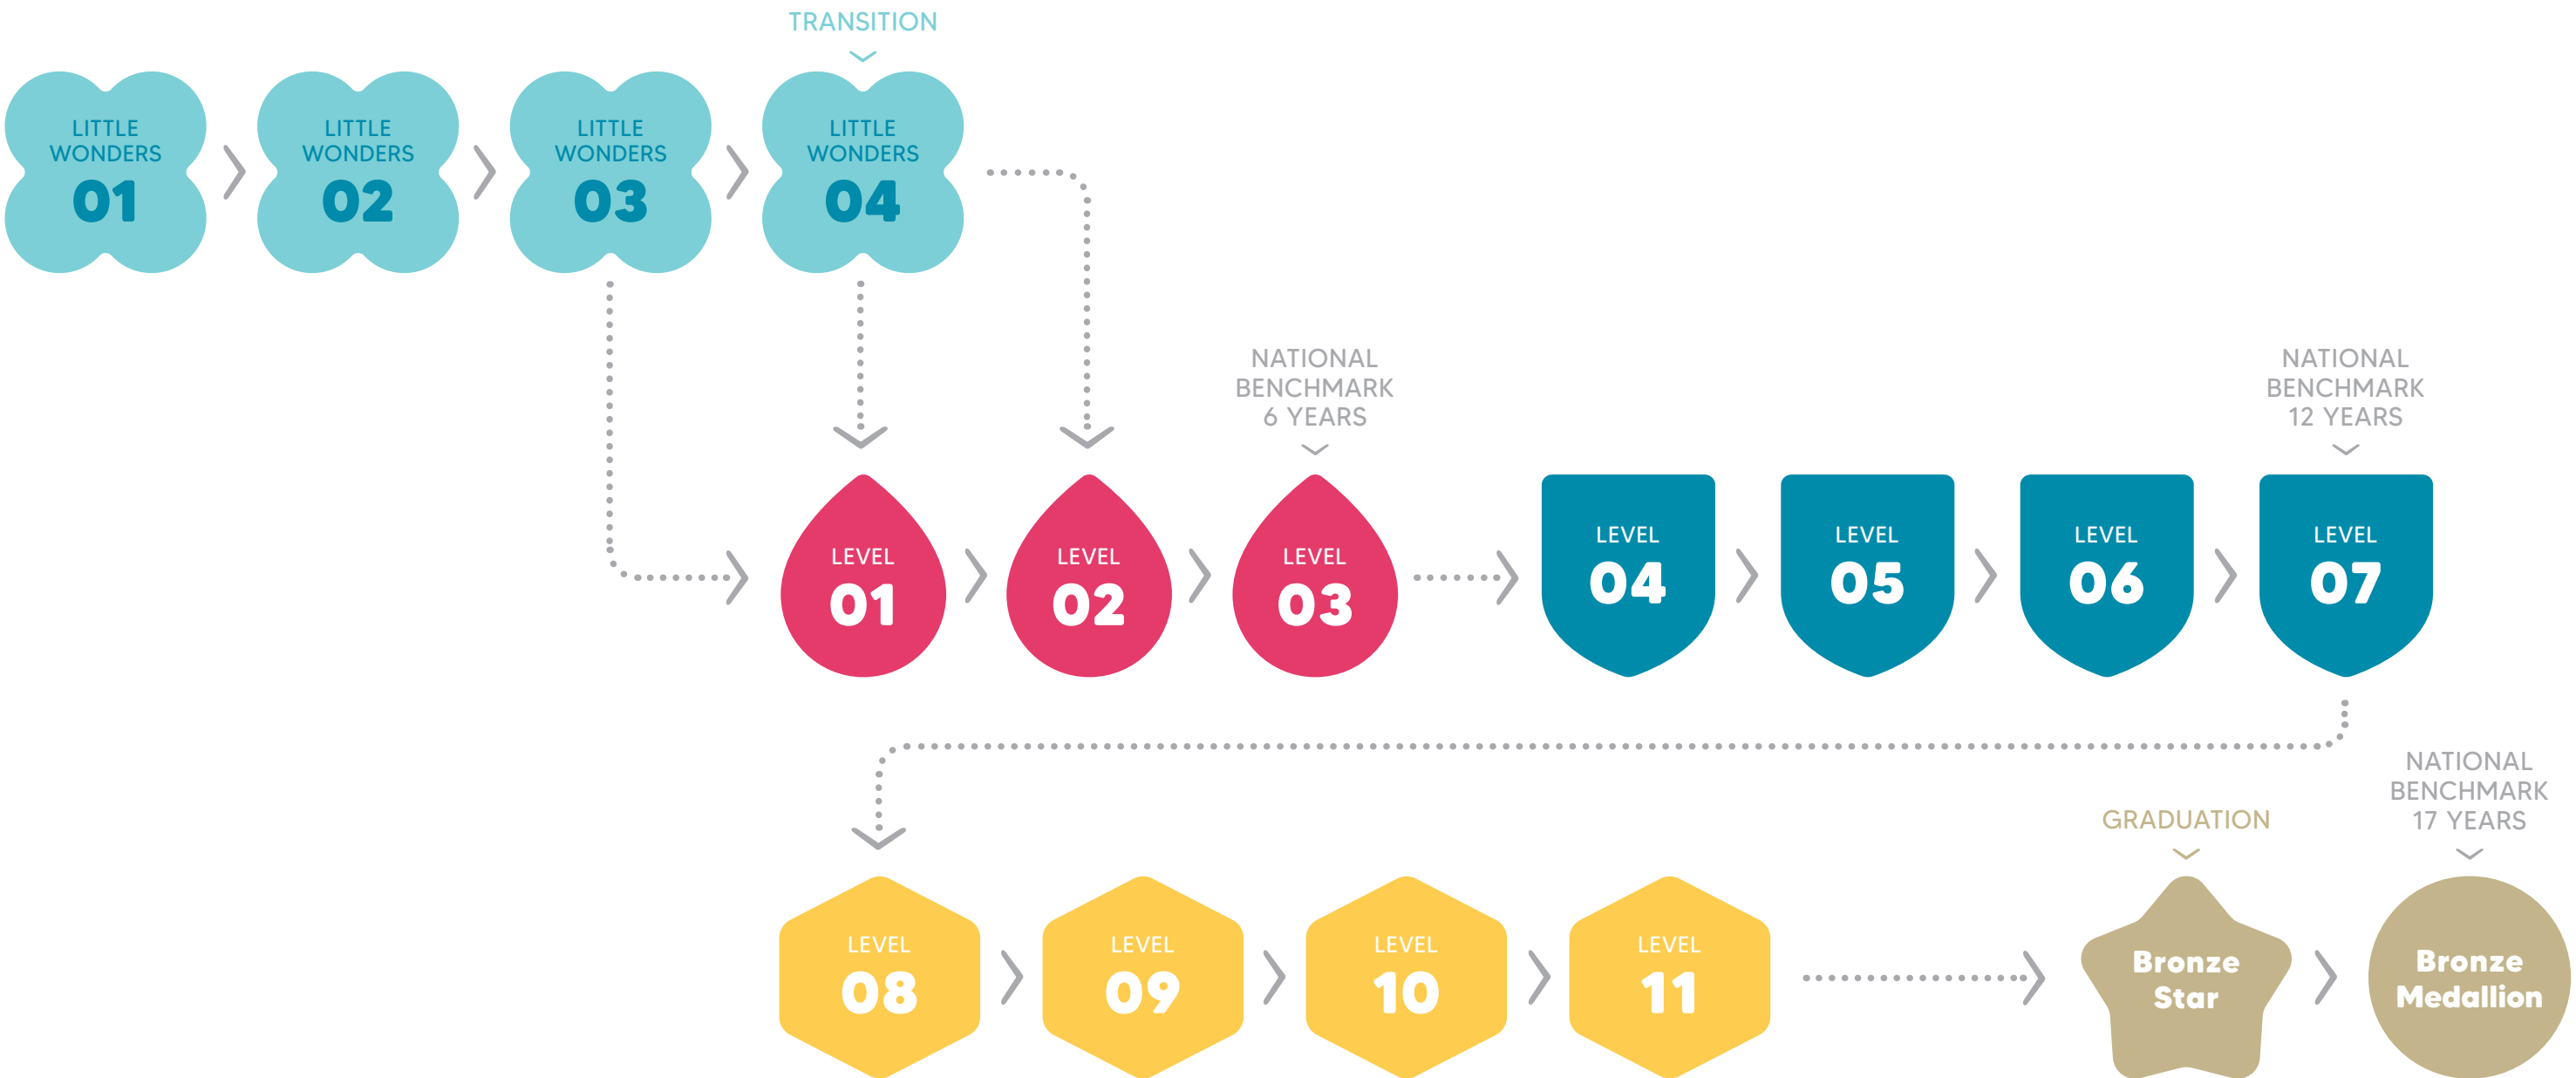 TRANSITION
LITTLE
WONDERS
01
LITTLE
WONDERS
02
LITTLE
WONDERS
03
LITTLE
WONDERS
04
NATIONAL
BENCHMARK
6 YEARS
NATIONAL
BENCHMARK
12 YEARS
LEVEL
01
LEVEL
02
LEVEL
03
LEVEL
04
LEVEL
05
LEVEL
06
LEVEL
07
GRADUATION
NATIONAL
BENCHMARK
17 YEARS
LEVEL
08
LEVEL
09
LEVEL
10
LEVEL
11
Bronze
Star
Bronze
Medallion